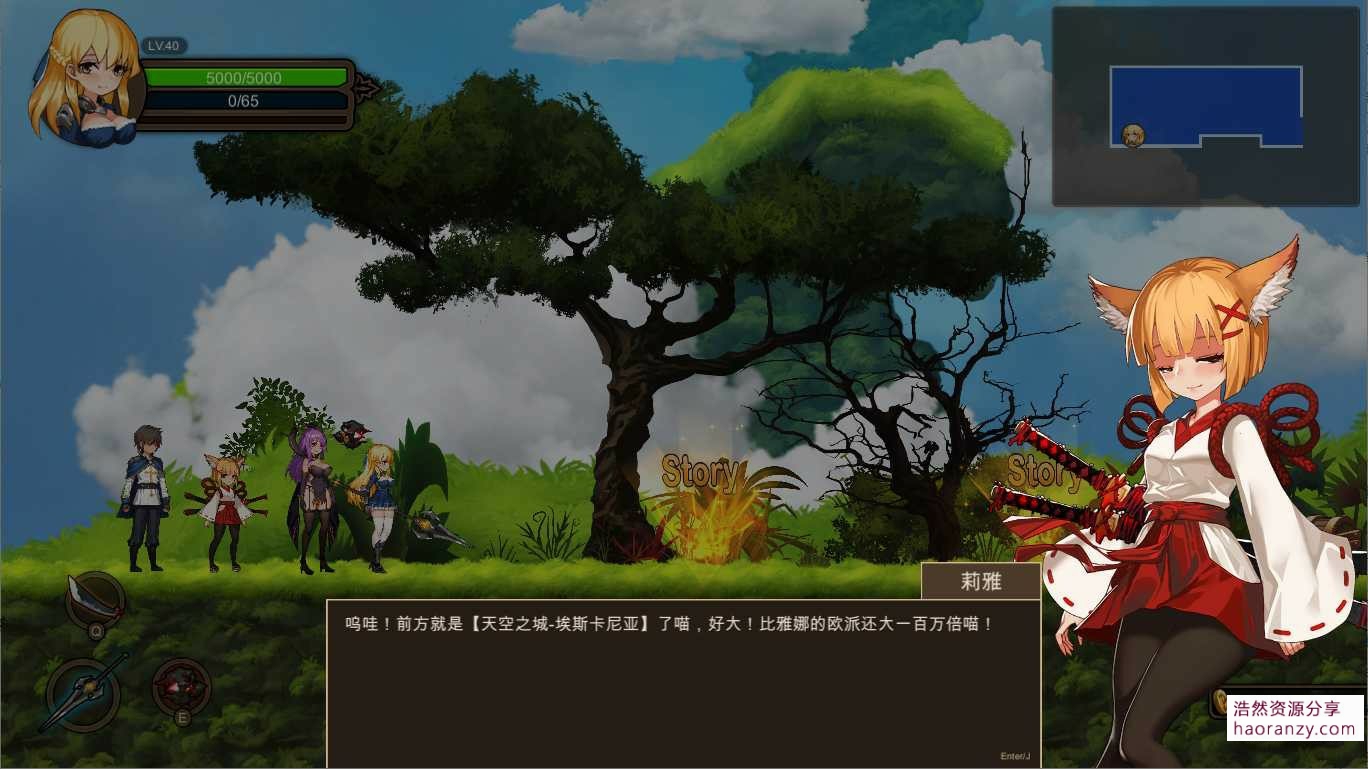 LV.40
5000/5000
0/65
Story
Story
莉雅
呜哇！前方就是【天空之城-埃斯卡尼亚】了喵，好大！比雅娜的欧派还大一百万倍喵！
Q
E
Enter/J
浩然资源分享
haoranzy.com